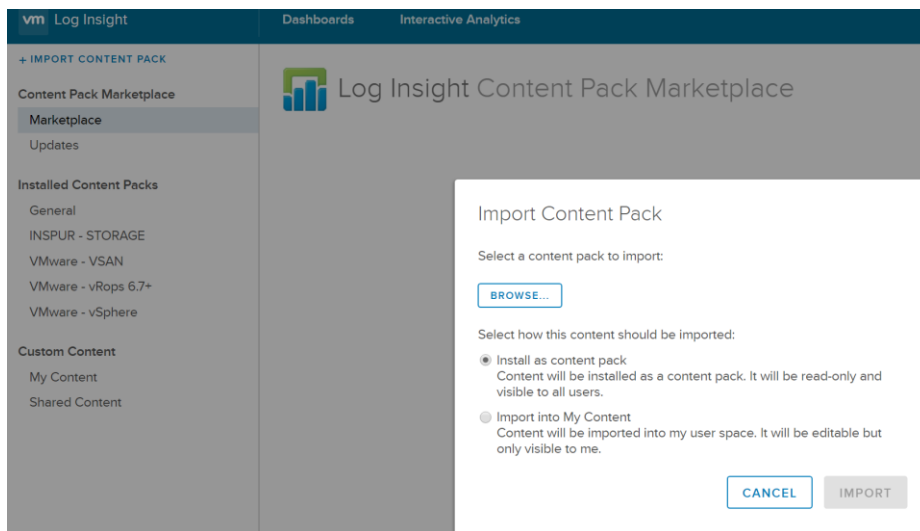 vm Log Insight
Dashboards
Interactive Analytics
+ IMPORT CONTENT PACK
Content Pack Marketplace
Marketplace
Updates
Installed Content Packs
General
INSPUR - STORAGE
VMware - VSAN
VMware - vRops 6.7+
VMware - vSphere
Custom Content
My Content
Shared Content
Log Insight Content Pack Marketplace
Import Content Pack
Select a content pack to import:
BROWSE...
Select how this content should be imported:
Install as content pack
Content will be installed as a content pack. It will be read-only and
visible to all users.
Import into My Content
Content will be imported into my user space. It will be editable but
only visible to me.
CANCEL
IMPORT